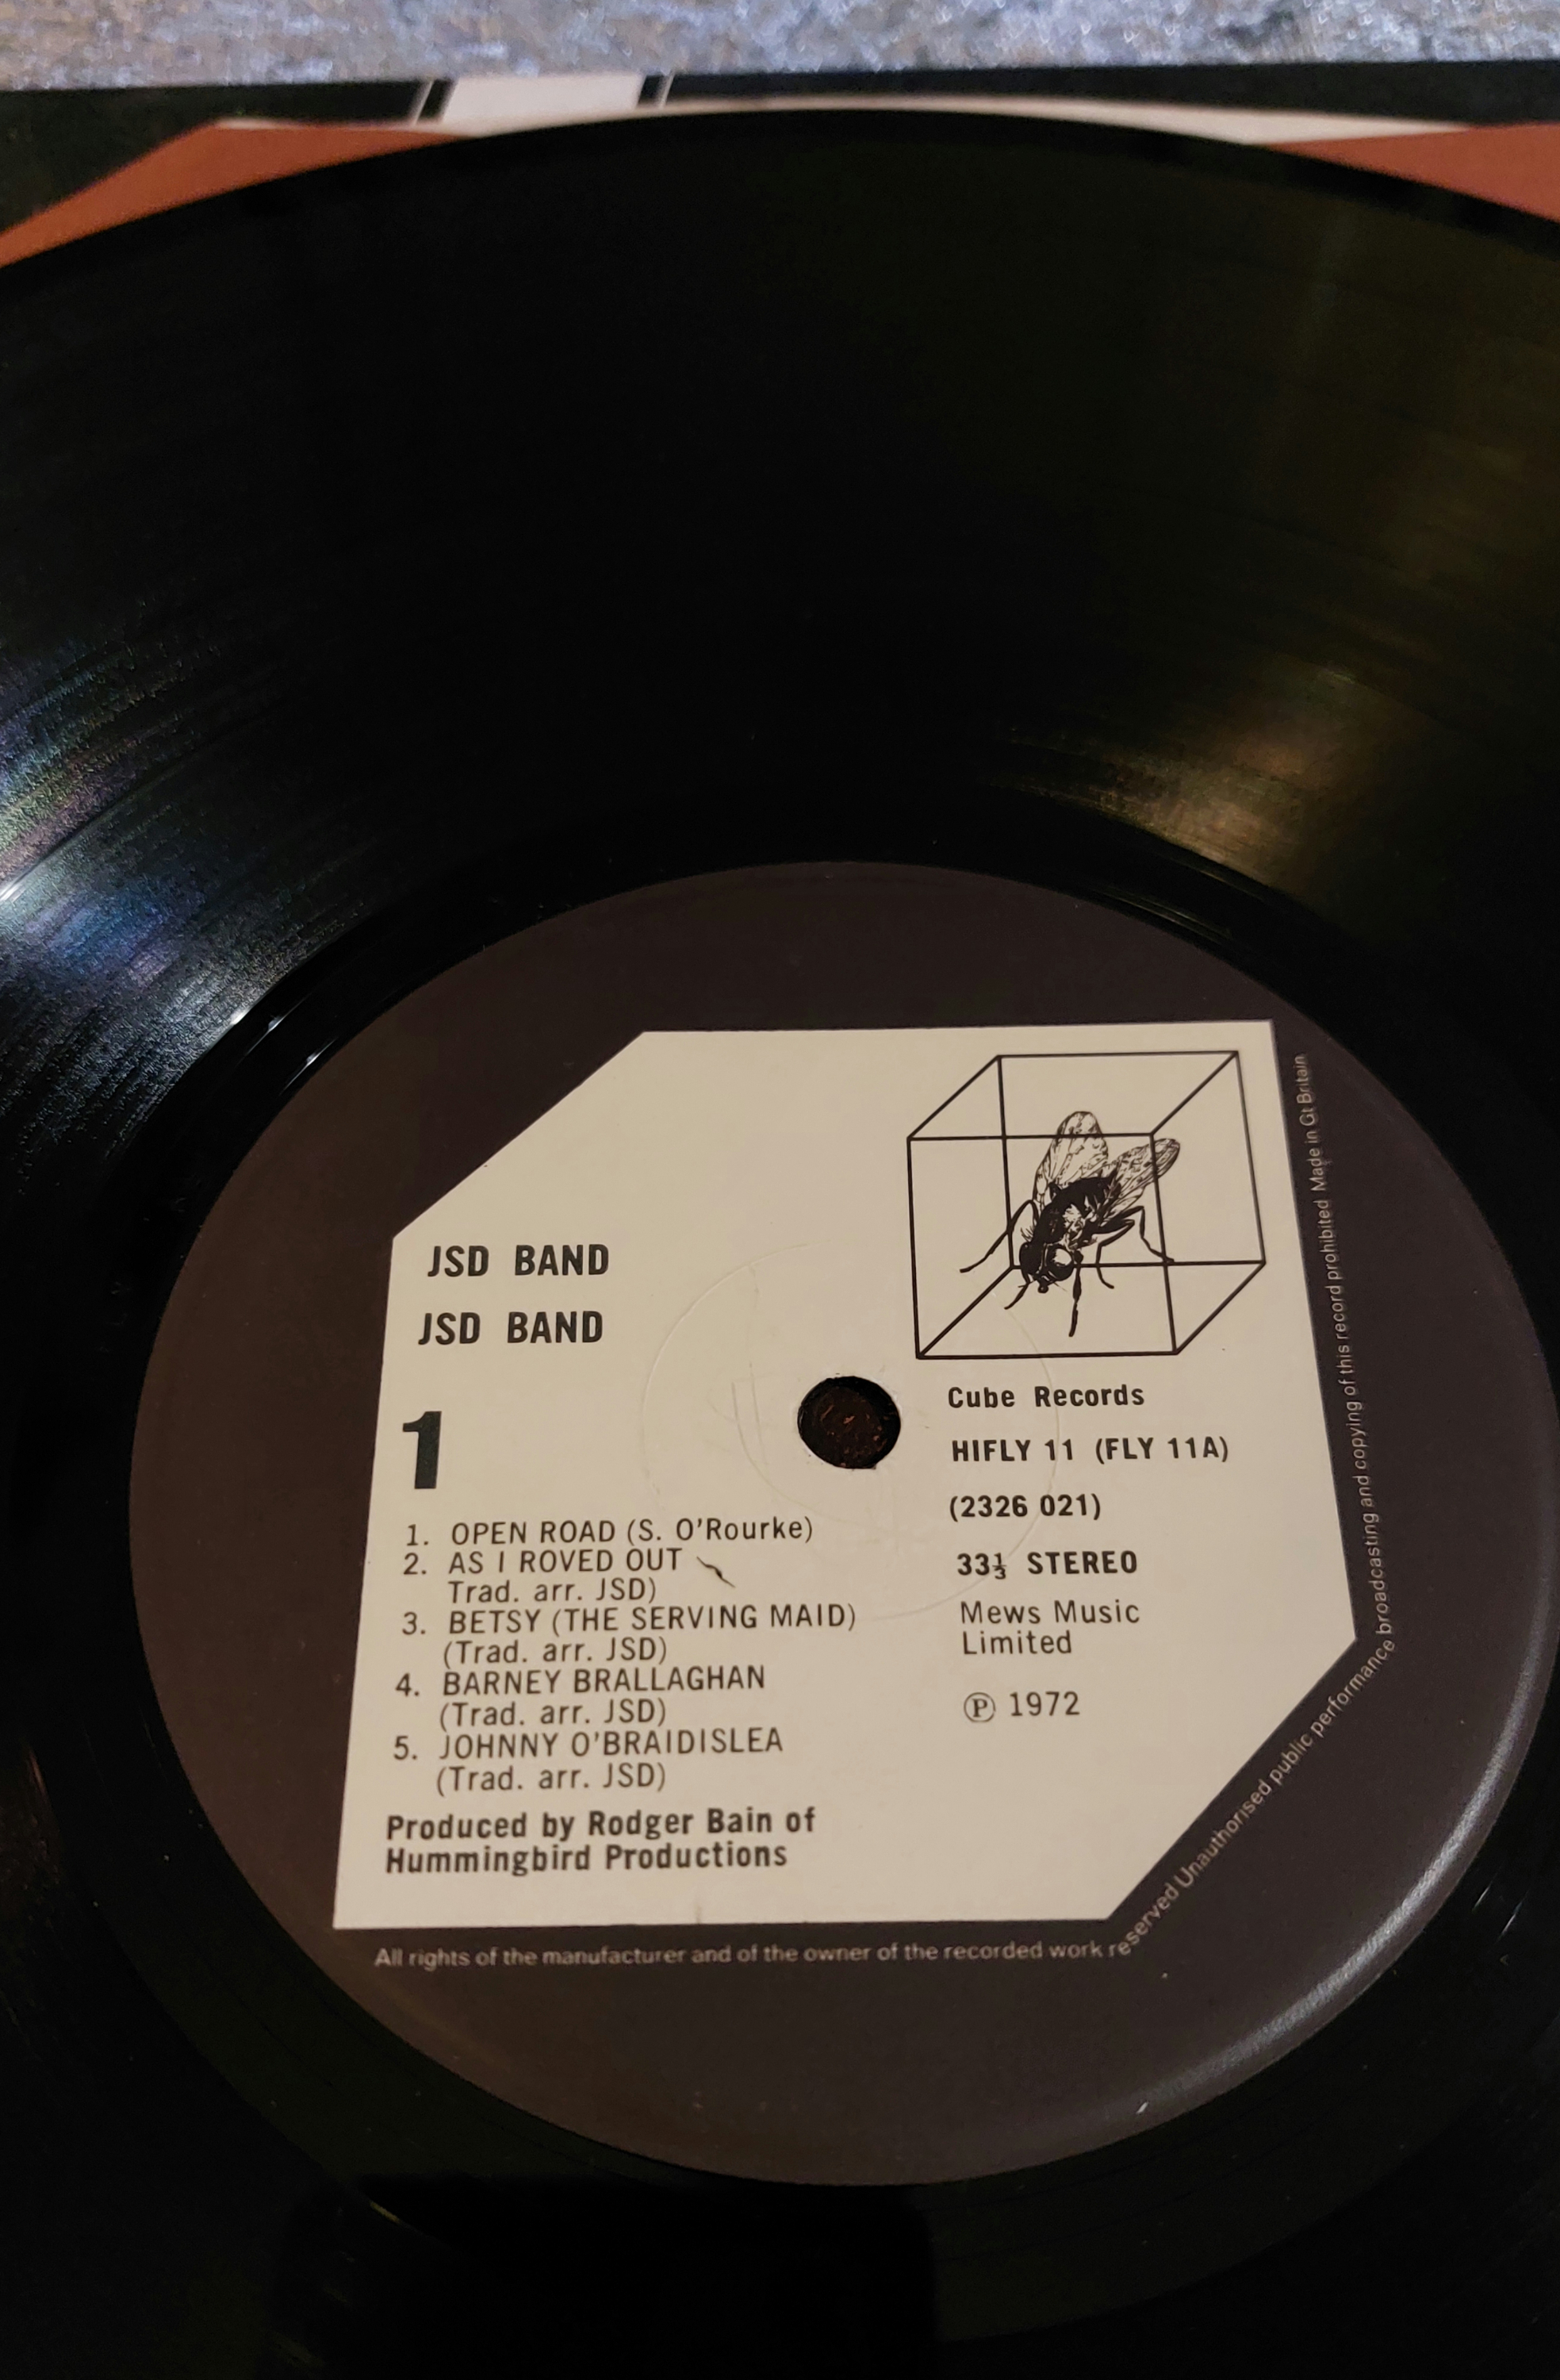 JSD BAND
JSD BAND
1
1. OPEN ROAD (S. O'Rourke)
2. AS I ROVED OUT
Trad. arr. JSD)
3. BETSY (THE SERVING MAID)
(Trad. arr. JSD)
4. BARNEY BRALLAGHAN
(Trad. arr. JSD)
5. JOHNNY O'BRAIDISLEA
(Trad. arr. JSD)
Produced by Rodger Bain of
Hummingbird Productions
Cube Records
HIFLY 11 (FLY 11A)
(2326 021)
33⅓ STEREO
Mews Music
Limited
Ⓟ 1972
All rights of the manufacturer and of the owner of the recorded work reserved Unauthorised public performance broadcasting and copying of this record prohibited Made in Gt Britain